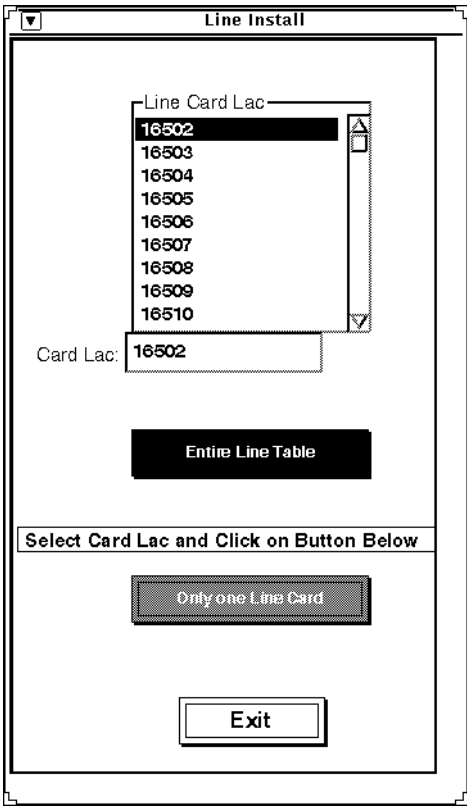 Line Install
Line Card Lac
16502
16503
16504
16505
16506
16507
16508
16509
16510
Card Lac: 16502
Entire Line Table
Select Card Lac and Click on Button Below
Only one Line Card
Exit